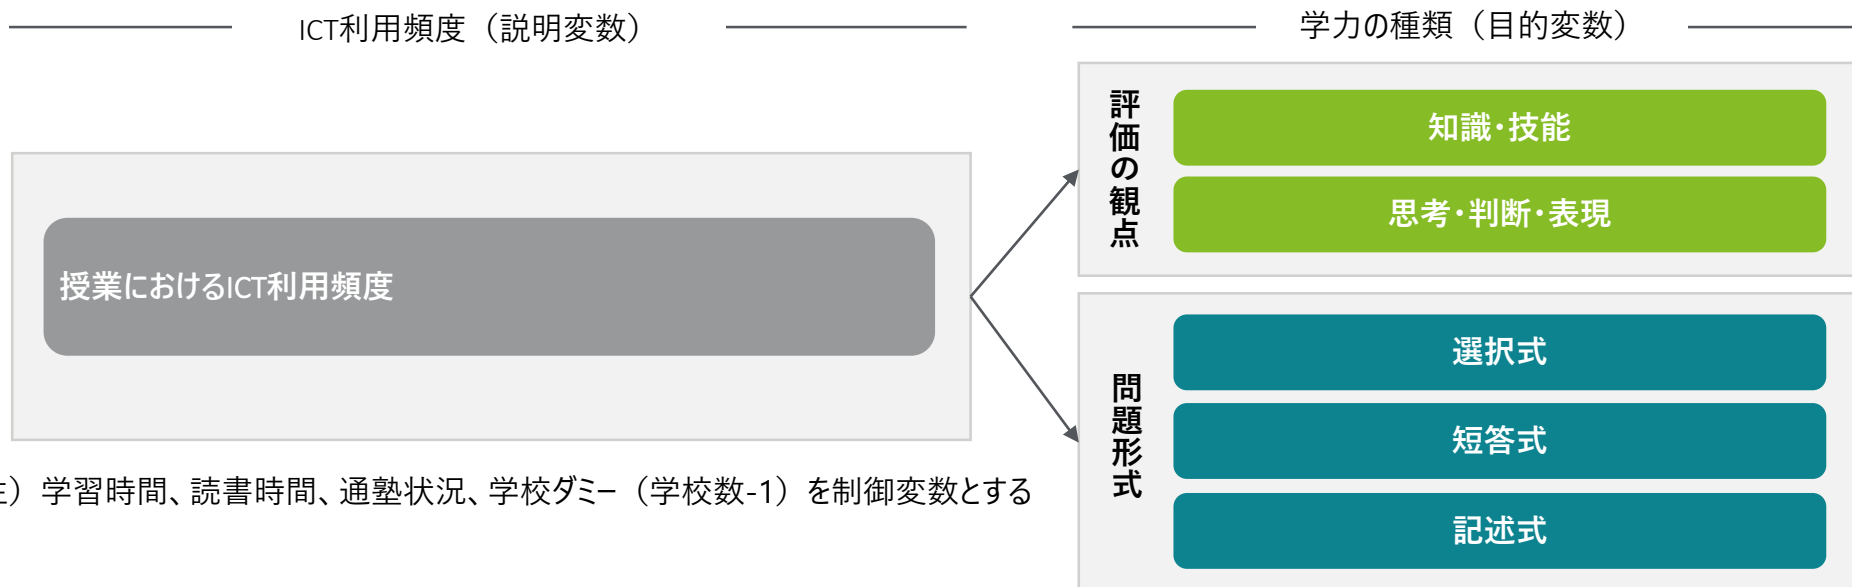 ICT利用頻度（説明変数）
学力の種類（目的変数）
授業におけるICT利用頻度
評価の観点
知識・技能
思考・判断・表現
問題形式
選択式
短答式
記述式
）学習時間、読書時間、通塾状況、学校ダミー（学校数-1）を制御変数とする